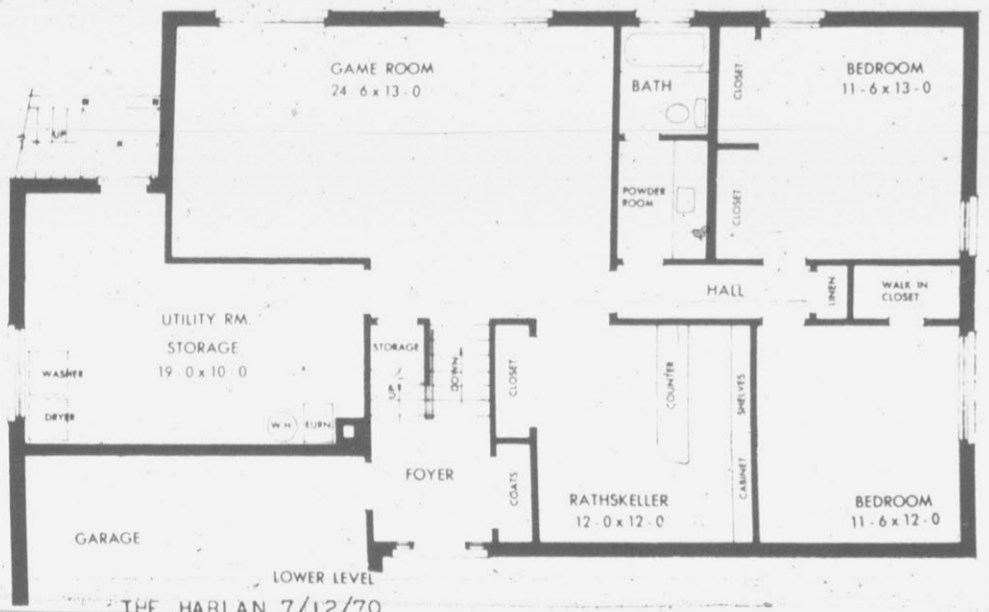 GAME ROOM
24-6 x 13-0
BATH
CLOSET
BEDROOM
11-6 x 13-0
UP
POWDER
ROOM
CLOSET
HALL
LINEN
WALK IN
CLOSET
UTILITY RM.
STORAGE
19-0 x 10-0
WASHER
DRYER
W.H.
FURN.
STORAGE
UP
DOWN
CLOSET
COUNTER
SHELVES
CABINET
FOYER
COATS
RATHSKELLER
12-0 x 12-0
BEDROOM
11-6 x 12-0
GARAGE
LOWER LEVEL
THE HARLAN 7/12/70